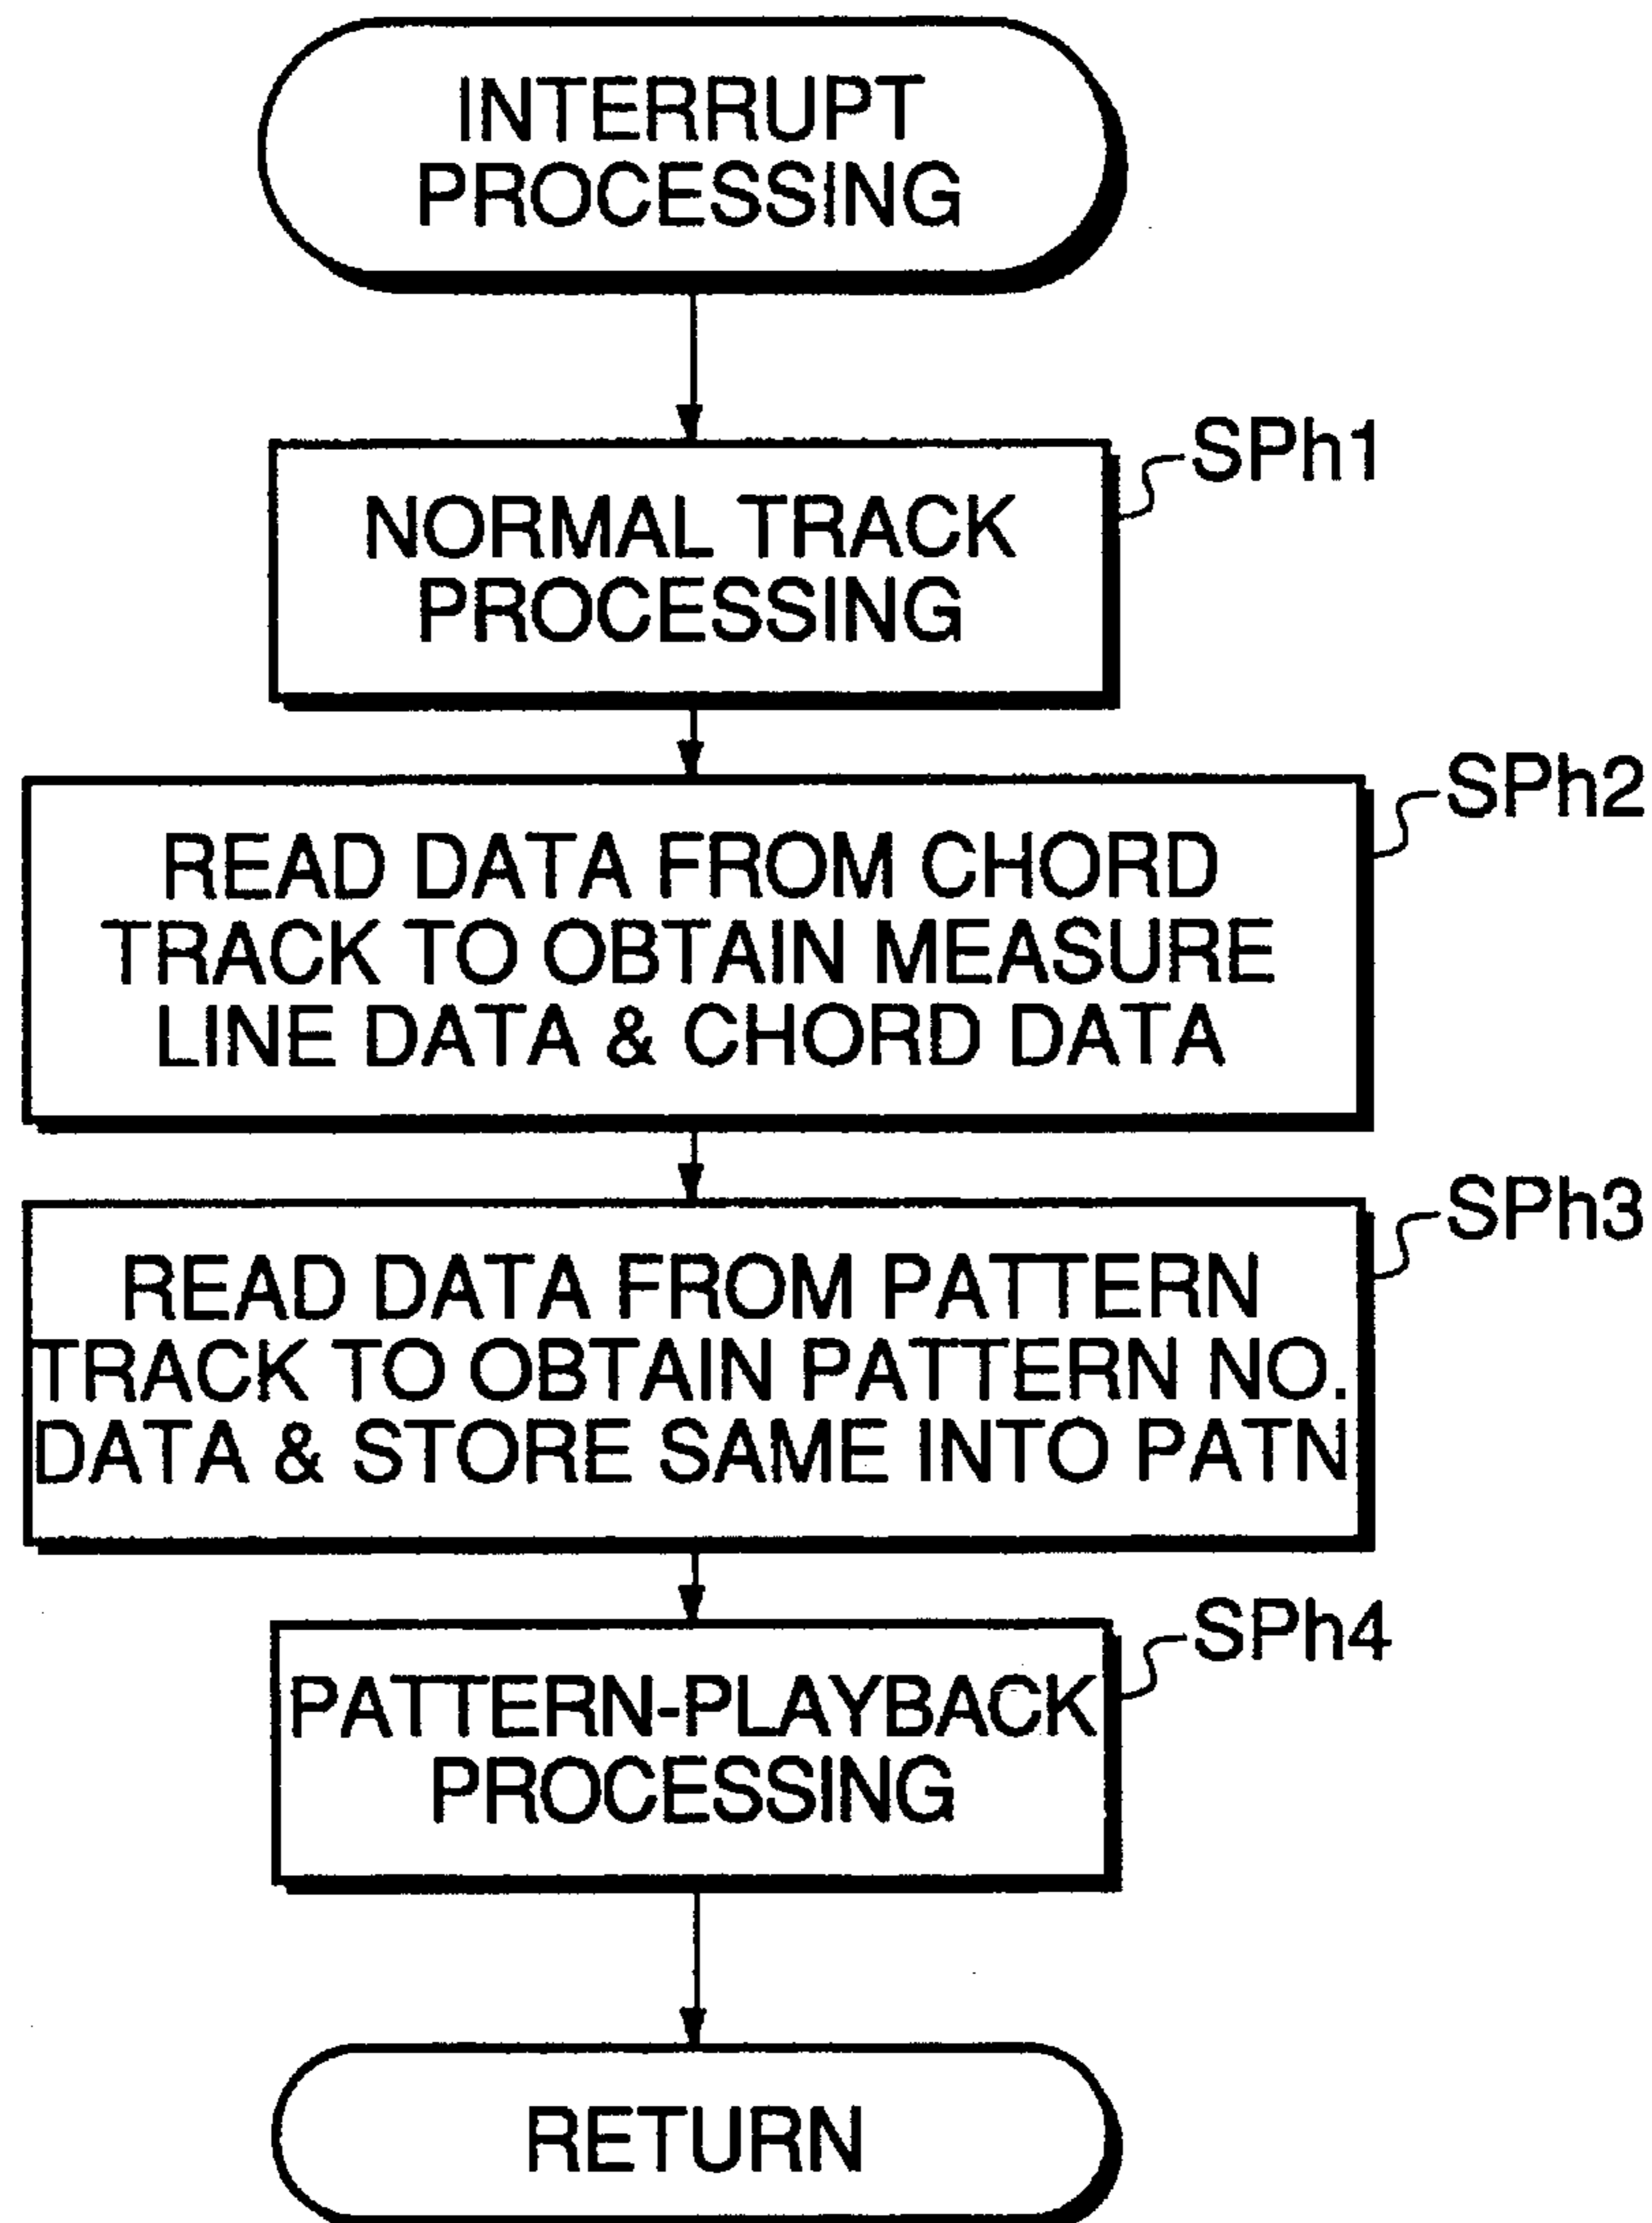 INTERRUPT
PROCESSING
SPh1
NORMAL TRACK
PROCESSING
SPh2
READ DATA FROM CHORD
TRACK TO OBTAIN MEASURE
LINE DATA & CHORD DATA
SPh3
READ DATA FROM PATTERN
TRACK TO OBTAIN PATTERN NO.
DATA & STORE SAME INTO PATN
SPh4
PATTERN-PLAYBACK
PROCESSING
RETURN